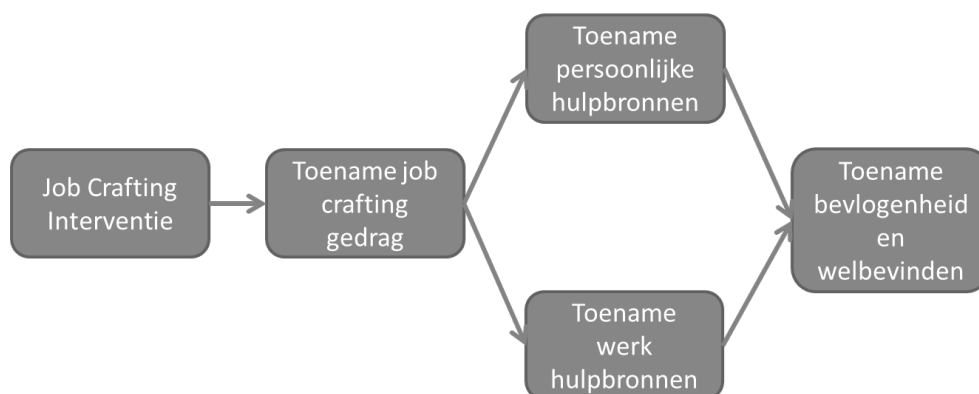 Job Crafting
Interventie
Toename job
crafting
gedrag
Toename
persoonlijke
hulpbronnen
Toename
werk
hulpbronnen
Toename
bevlogenheid
en
welbevinden